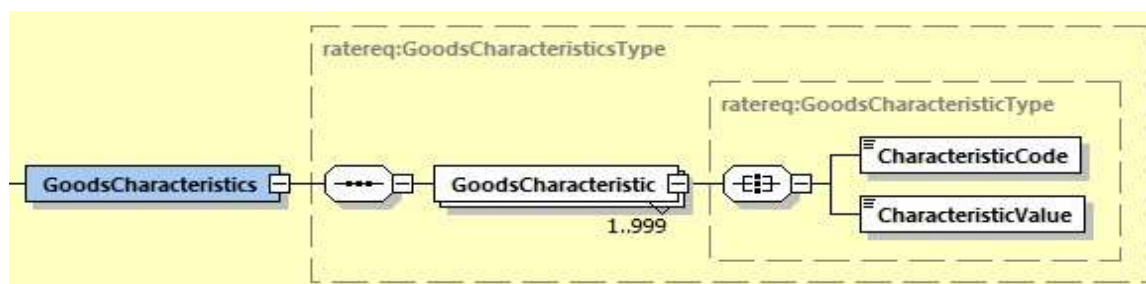 ratereq:GoodsCharacteristicsType
ratereq:GoodsCharacteristicType
GoodsCharacteristics
GoodsCharacteristic
1..999
CharacteristicCode
CharacteristicValue